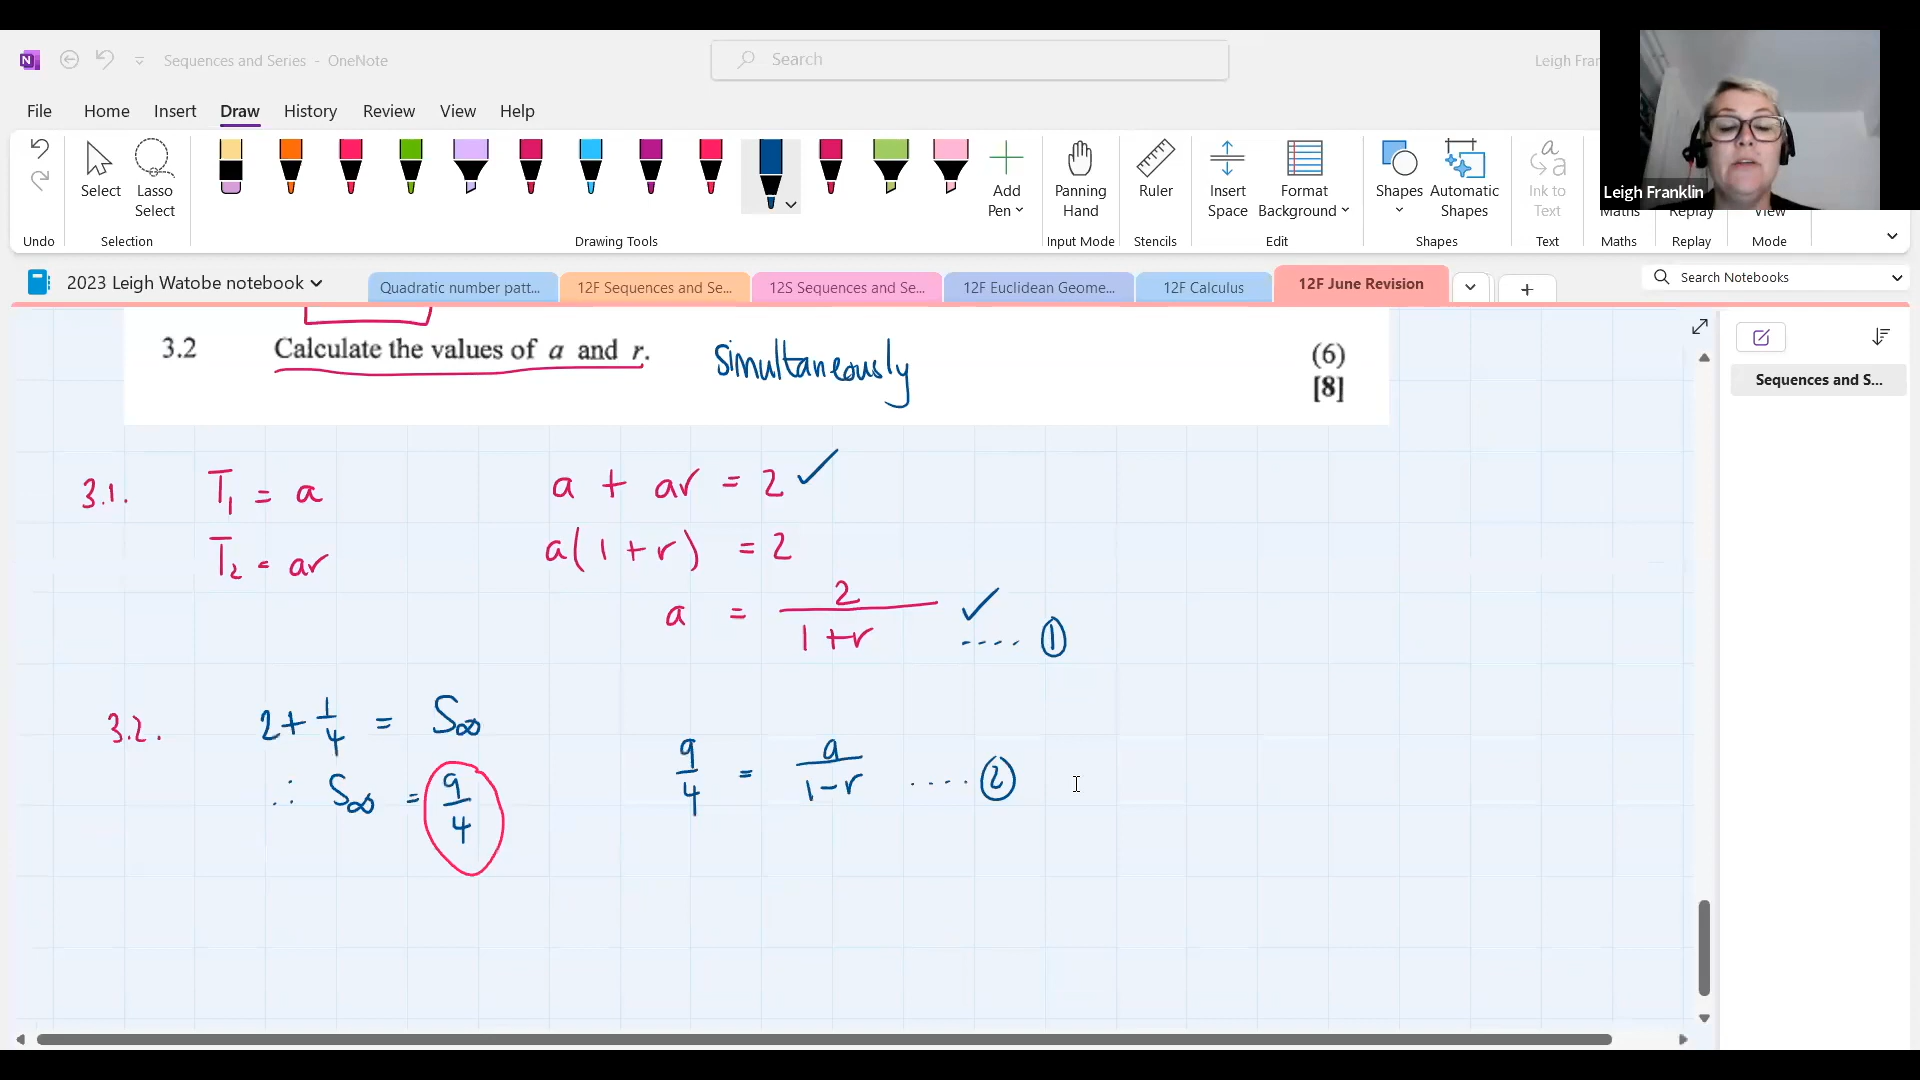 Sequences and Series - OneNote
Search
Leigh Fran
File Home Insert Draw History Review View Help
Undo
Select
Lasso Select
Selection
Drawing Tools
Add Pen
Panning Hand
Input Mode
Ruler
Stencils
Insert Space
Format Background
Edit
Shapes
Automatic Shapes
Shapes
Ink to Text
Text
Maths
Maths
Replay
Replay
View
Mode
Leigh Franklin
2023 Leigh Watobe notebook
Quadratic number patt...
12F Sequences and Se...
12S Sequences and Se...
12F Euclidean Geome...
12F Calculus
12F June Revision
Search Notebooks
Sequences and S...
3.2 Calculate the values of a and r. simultaneously (6)
[8]
3.1. T₁ = a a + ar = 2 ✓
T₂ = ar a(1+r) = 2
a = 2/(1+r) ✓ .... ①
3.2. 2 + 1/4 = S∞
∴ S∞ = 9/4 9/4 = a/(1-r) .... ②